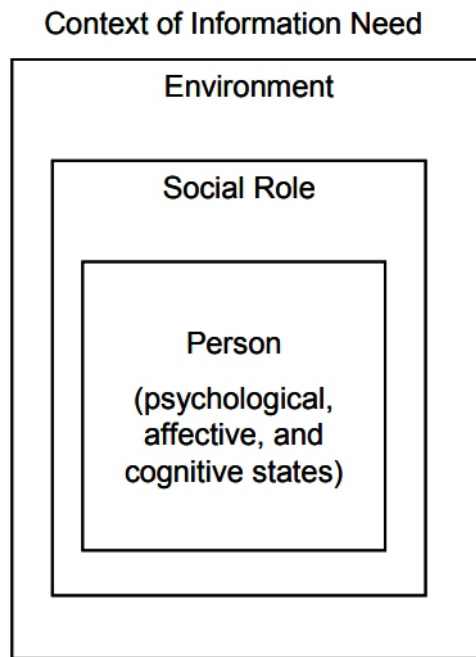 Context of Information Need
Environment
Social Role
Person
(psychological,
affective, and
cognitive states)